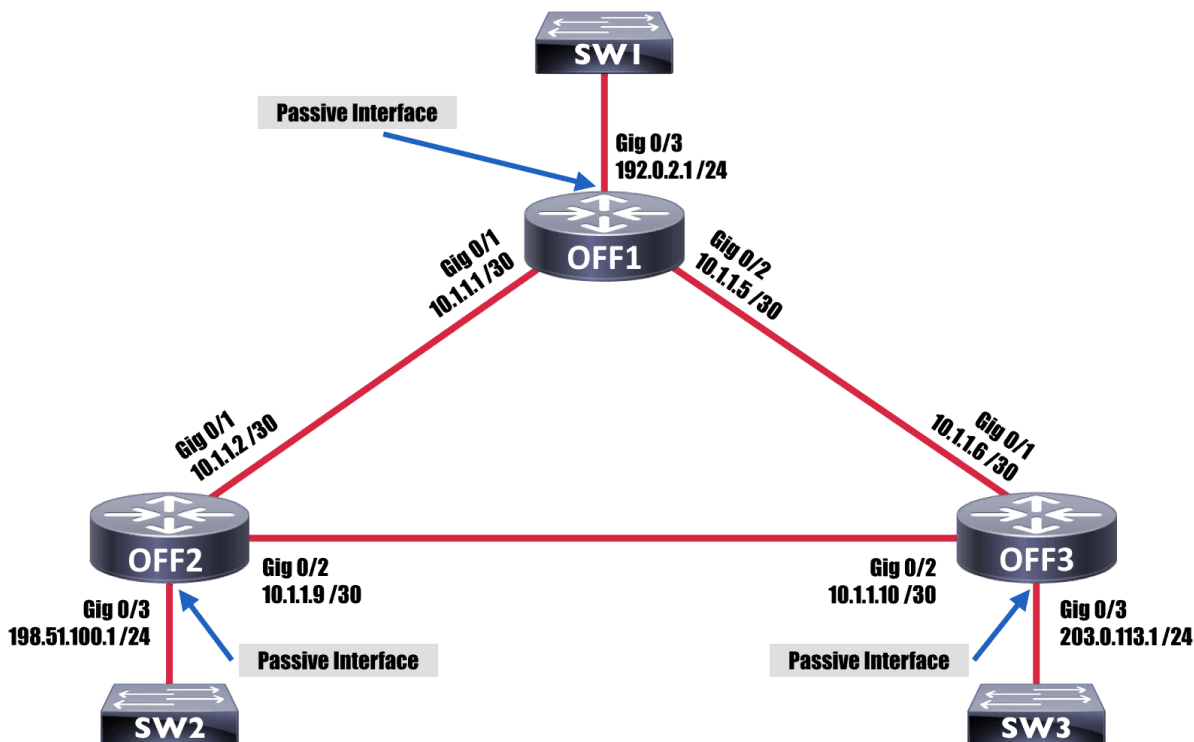 SW1
Passive Interface
Gig 0/3
192.0.2.1 /24
OFF1
Gig 0/1
10.1.1.1 /30
Gig 0/2
10.1.1.5 /30
Gig 0/1
10.1.1.2 /30
Gig 0/1
10.1.1.6 /30
OFF2
OFF3
Gig 0/2
10.1.1.9 /30
Gig 0/2
10.1.1.10 /30
Gig 0/3
198.51.100.1 /24
Gig 0/3
203.0.113.1 /24
Passive Interface
Passive Interface
SW2
SW3